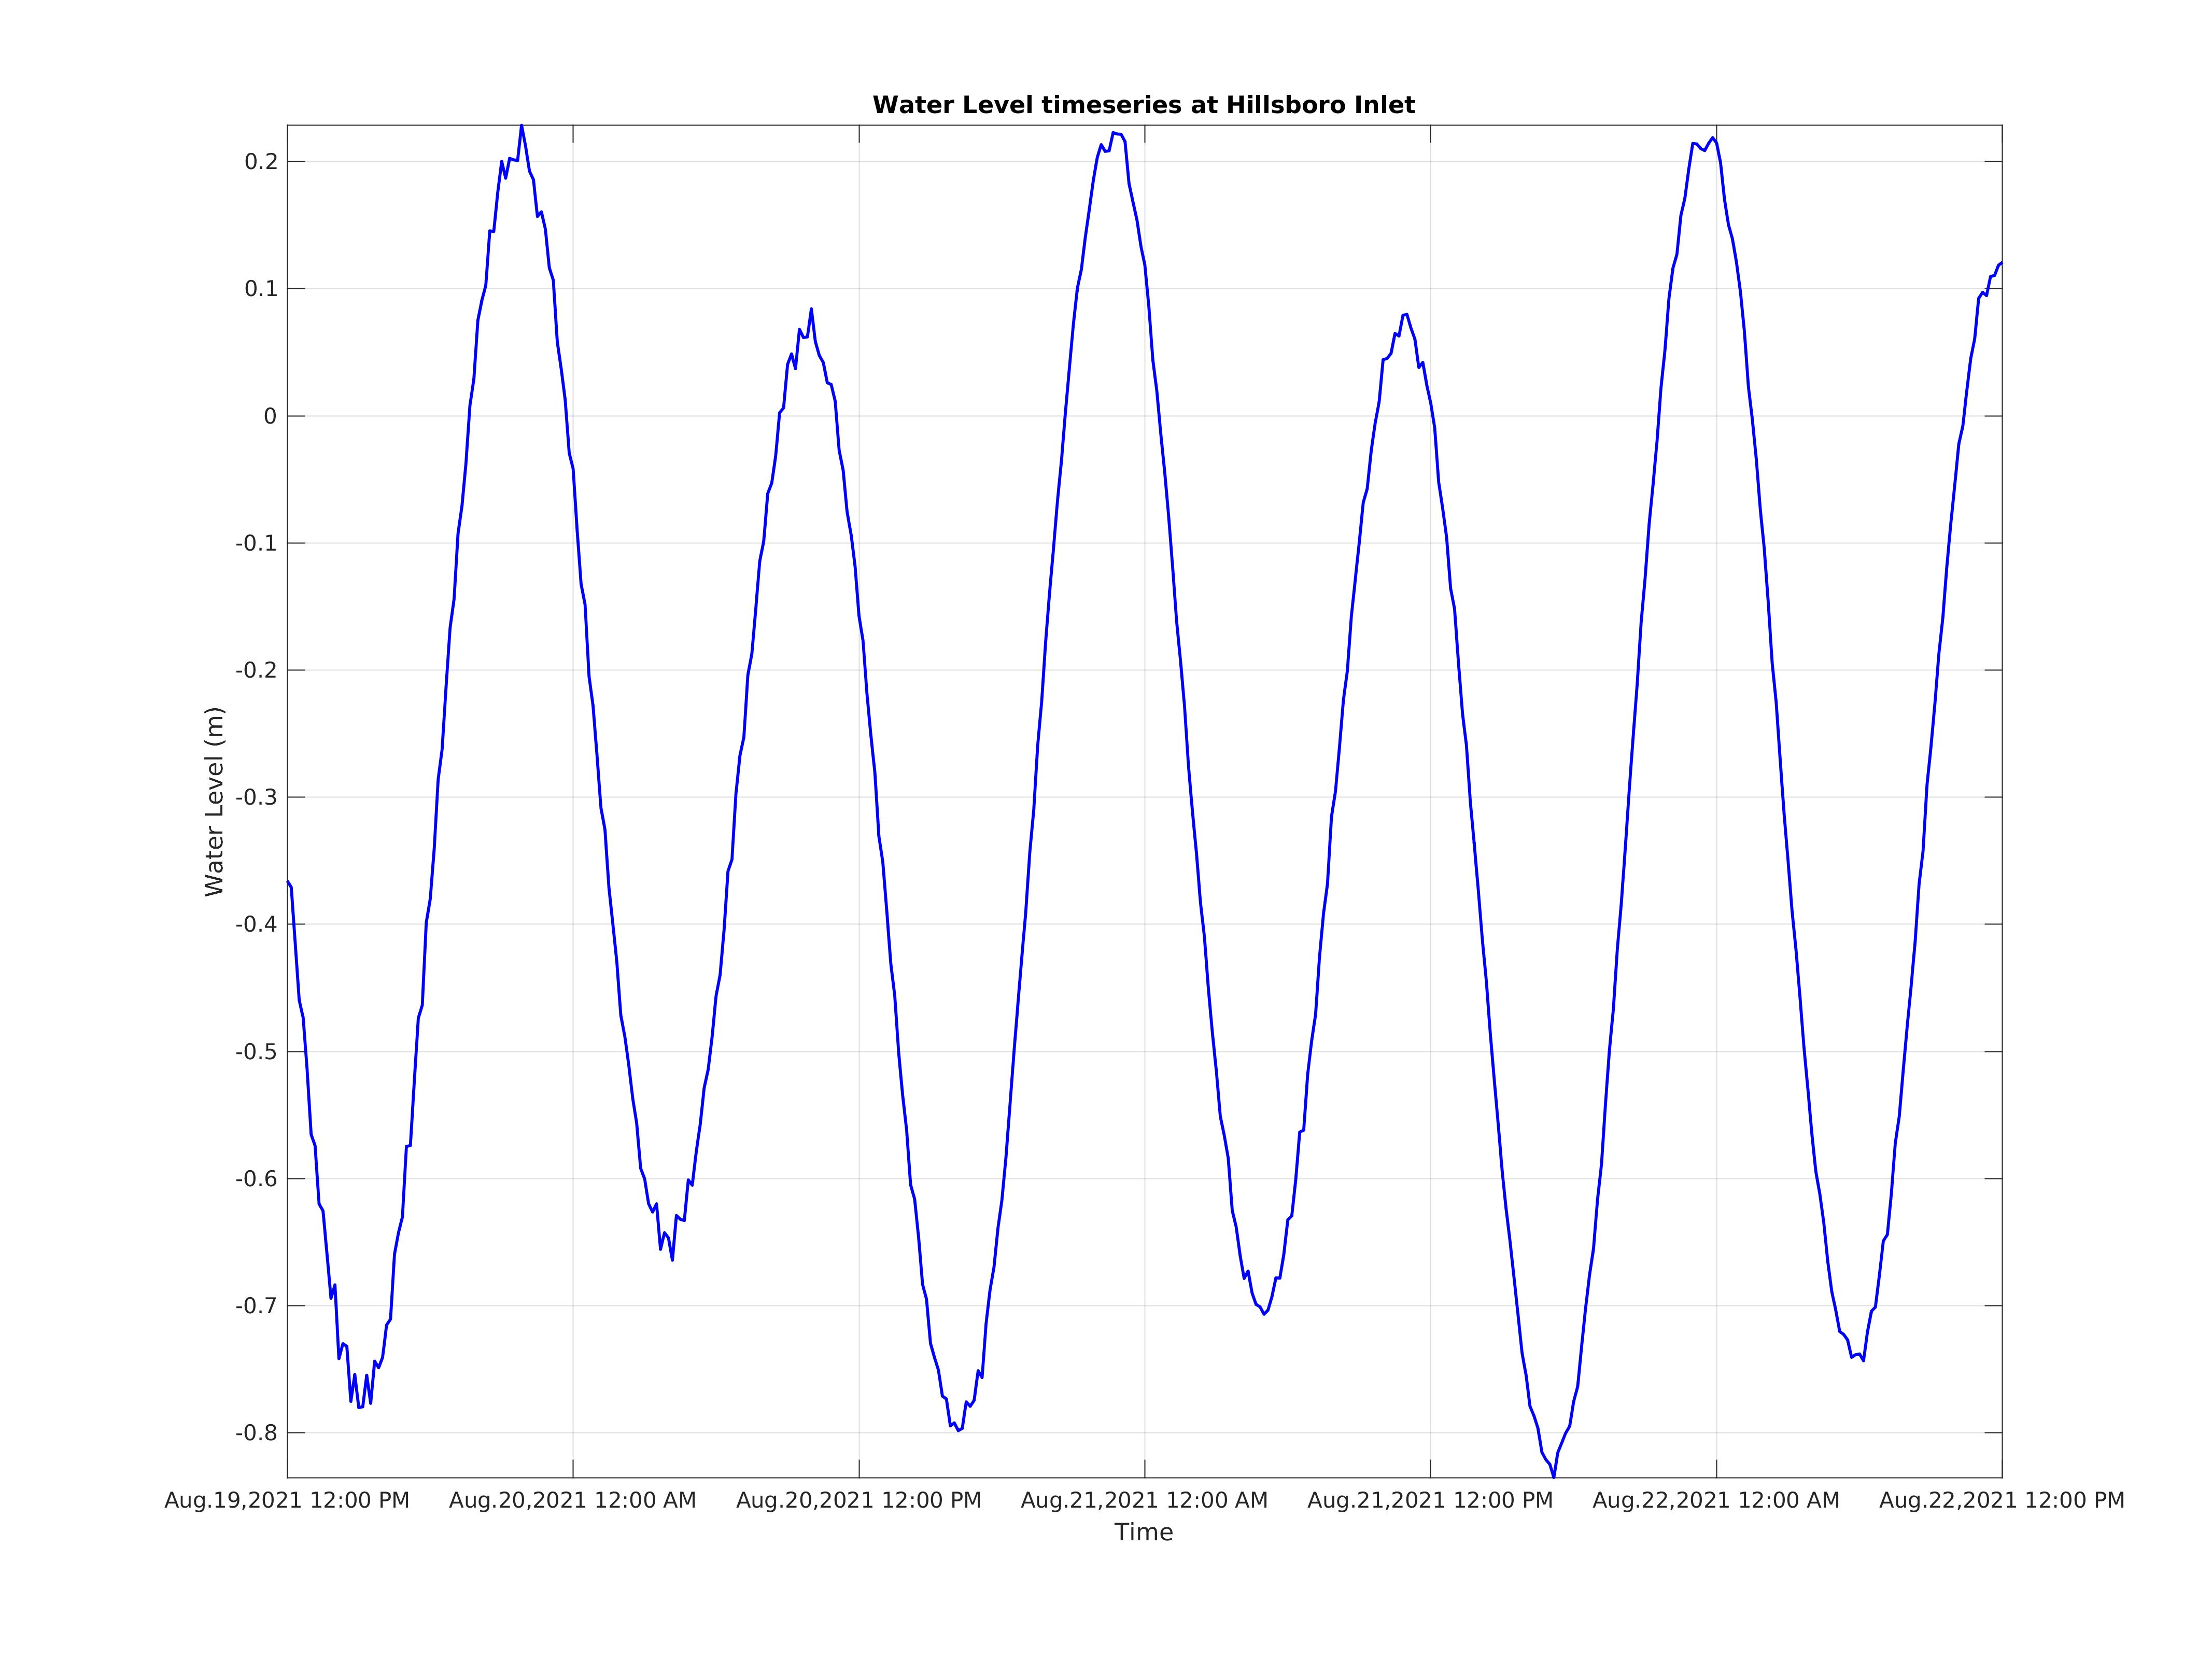 Water Level timeseries at Hillsboro Inlet
0.2
0.1
0
-0.1
-0.2
-0.3
-0.4
-0.5
-0.6
-0.7
-0.8
Water Level (m)
Aug.19,2021 12:00 PM Aug.20,2021 12:00 AM Aug.20,2021 12:00 PM Aug.21,2021 12:00 AM Aug.21,2021 12:00 PM Aug.22,2021 12:00 AM Aug.22,2021 12:00 PM
Time